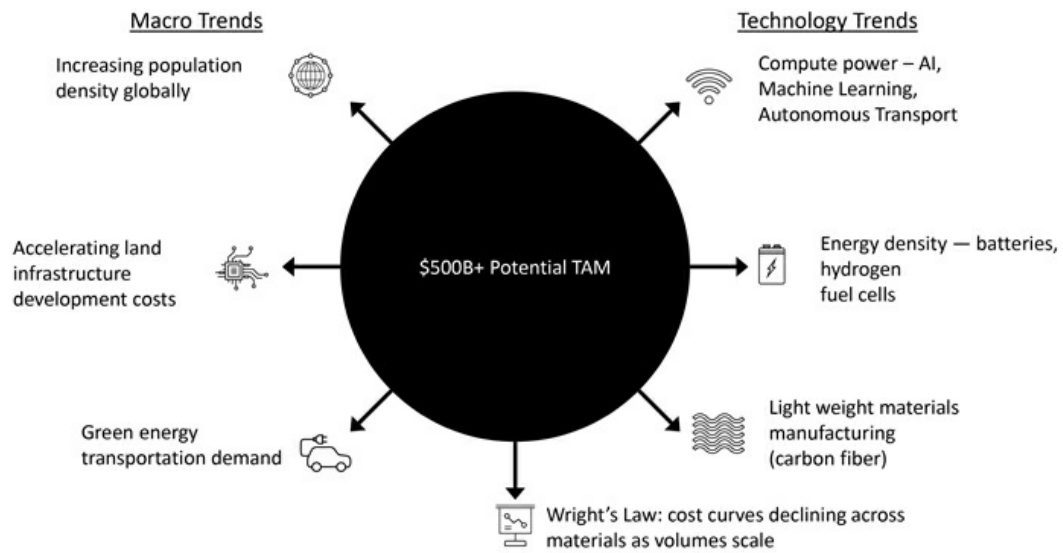 Macro Trends
Technology Trends
Increasing population
density globally
Compute power – AI,
Machine Learning,
Autonomous Transport
Accelerating land
infrastructure
development costs
$500B+ Potential TAM
Energy density — batteries,
hydrogen
fuel cells
Green energy
transportation demand
Light weight materials
manufacturing
(carbon fiber)
Wright’s Law: cost curves declining across
materials as volumes scale